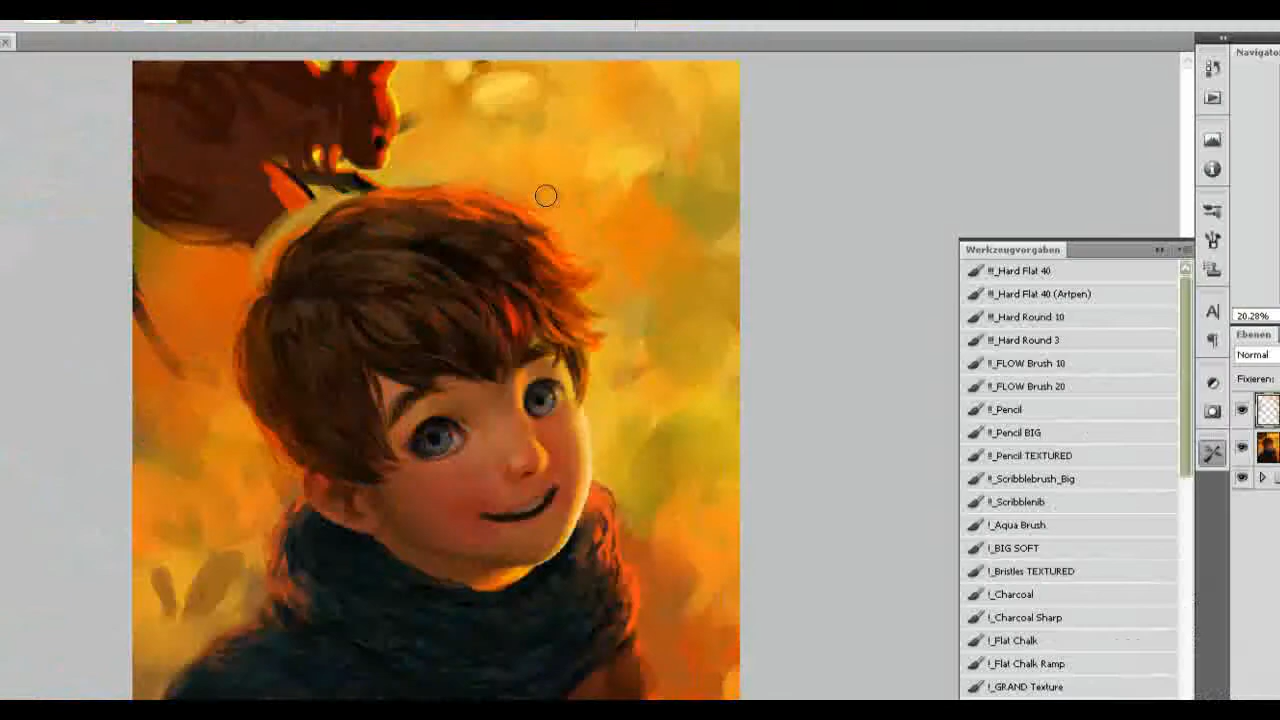 Navigato
Werkzeugvorgaben
!!!_Hard Flat 40
!!!_Hard Flat 40 (Artpen)
!!!_Hard Round 10
!!!_Hard Round 3
!!_FLOW Brush 10
!!_FLOW Brush 20
!!_Pencil
!!_Pencil BIG
!!_Pencil TEXTURED
!!_Scribblebrush_Big
!!_Scribblenib
!_Aqua Brush
!_BIG SOFT
!_Bristles TEXTURED
!_Charcoal
!_Charcoal Sharp
!_Flat Chalk
!_Flat Chalk Ramp
!_GRAND Texture
20.28%
Ebenen
Normal
Fixieren: